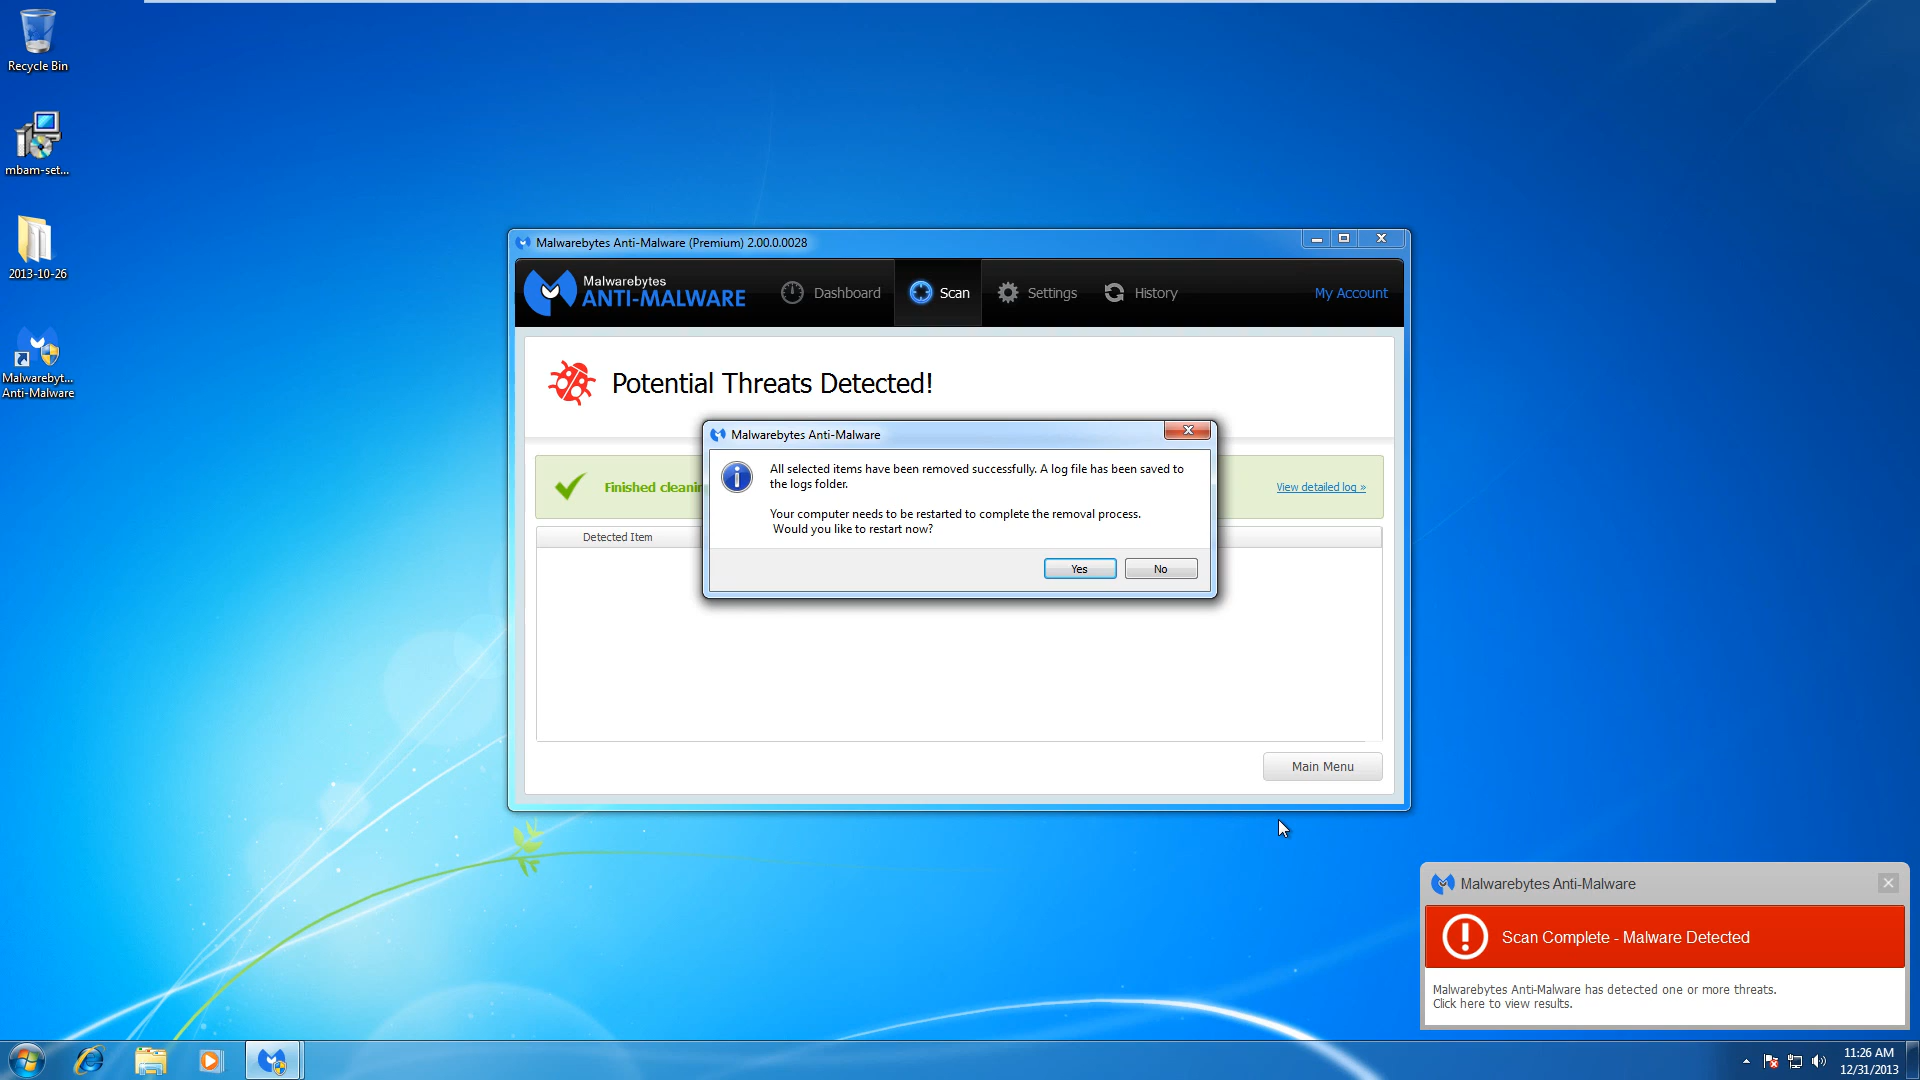 Recycle Bin
mbam-set...
2013-10-26
Malwarebyt...
Anti-Malware
Malwarebytes Anti-Malware (Premium) 2.00.0.0028
Malwarebytes
ANTI-MALWARE
Dashboard
Scan
Settings
History
My Account
Potential Threats Detected!
Finished cleanin
View detailed log »
Detected Item
Malwarebytes Anti-Malware
All selected items have been removed successfully. A log file has been saved to
the logs folder.
Your computer needs to be restarted to complete the removal process.
Would you like to restart now?
Yes
No
Main Menu
Malwarebytes Anti-Malware
Scan Complete - Malware Detected
Malwarebytes Anti-Malware has detected one or more threats.
Click here to view results.
11:26 AM
12/31/2013